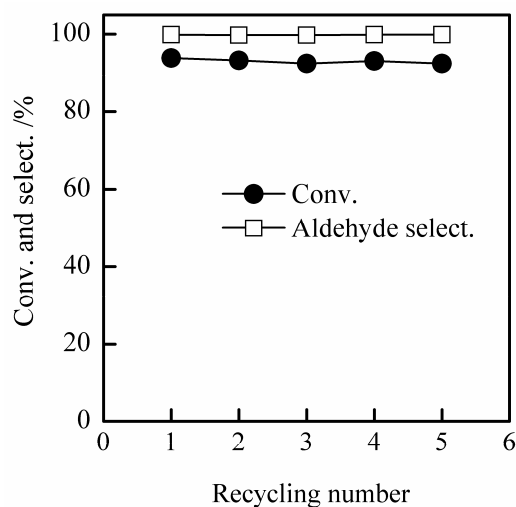 100
80
60
40
20
0
Conv. and select. /%
Conv.
Aldehyde select.
0 1 2 3 4 5 6
Recycling number